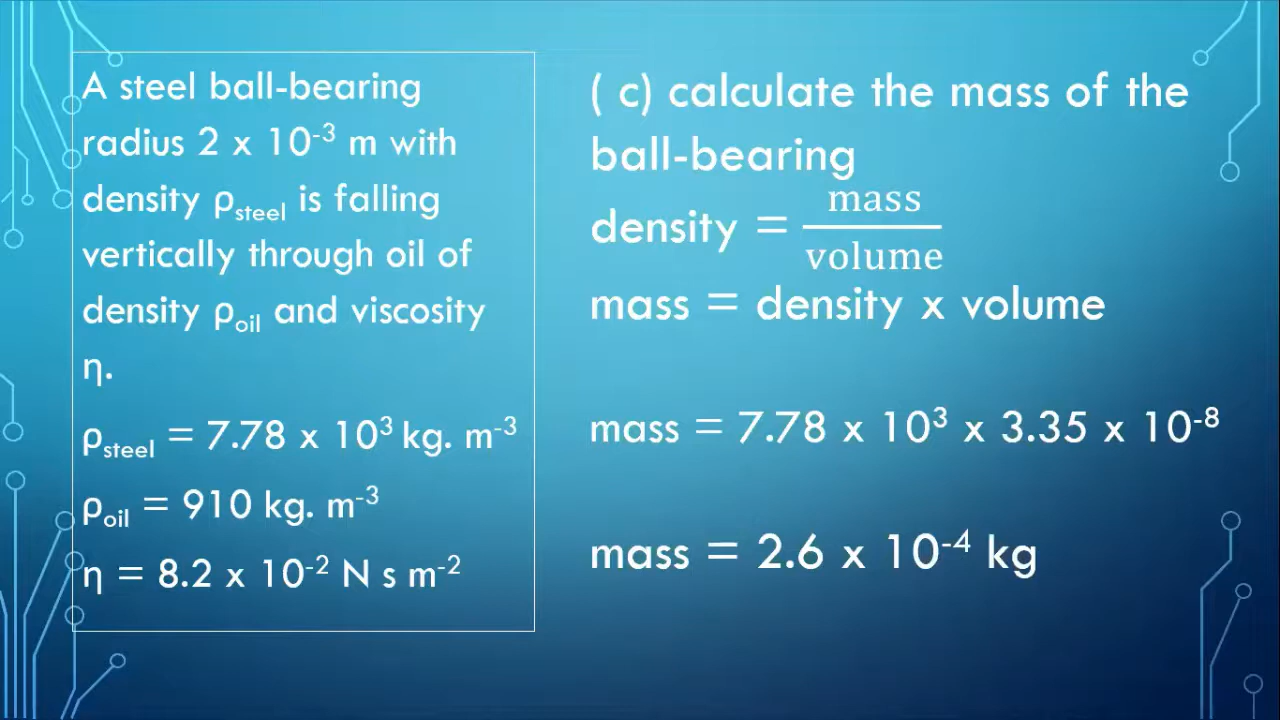 A steel ball-bearing
radius 2 x 10⁻³ m with
density ρsteel is falling
vertically through oil of
density ρoil and viscosity
η.
ρsteel = 7.78 x 10³ kg. m⁻³
ρoil = 910 kg. m⁻³
η = 8.2 x 10⁻² N s m⁻²
( c) calculate the mass of the
ball-bearing
density = mass/volume
mass = density x volume
mass = 7.78 x 10³ x 3.35 x 10⁻⁸
mass = 2.6 x 10⁻⁴ kg